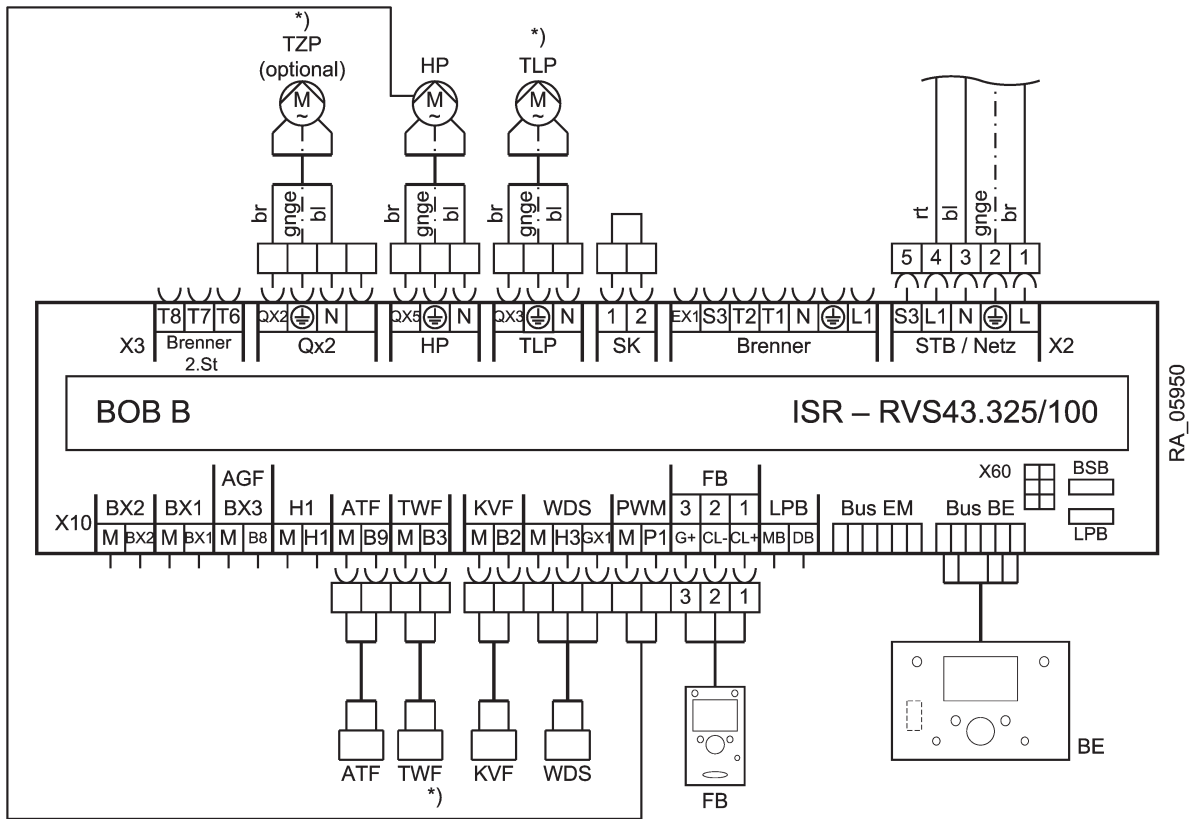 *)
TZP
(optional)
HP
*)
TLP
M
~
M
~
M
~
br gnge bl
br gnge bl
br gnge bl
rt bl gnge br
5 4 3 2 1
T8 T7 T6
QX2 N
QX5 N
QX3 N
1 2
EX1 S3 T2 T1 N L1
S3 L1 N L
X3
Brenner
2.St
Qx2
HP
TLP
SK
Brenner
STB / Netz
X2
BOB B
ISR – RVS43.325/100
RA_05950
AGF
FB
X60
BSB
X10
BX2 BX1 BX3 H1 ATF TWF KVF WDS PWM 3 2 1 LPB
Bus EM
Bus BE
LPB
M BX2 M BX1 M B8 M H1 M B9 M B3 M B2 M H3 GX1 M P1 G+ CL- CL+ MB DB
3 2 1
ATF
TWF
*)
KVF
WDS
FB
BE